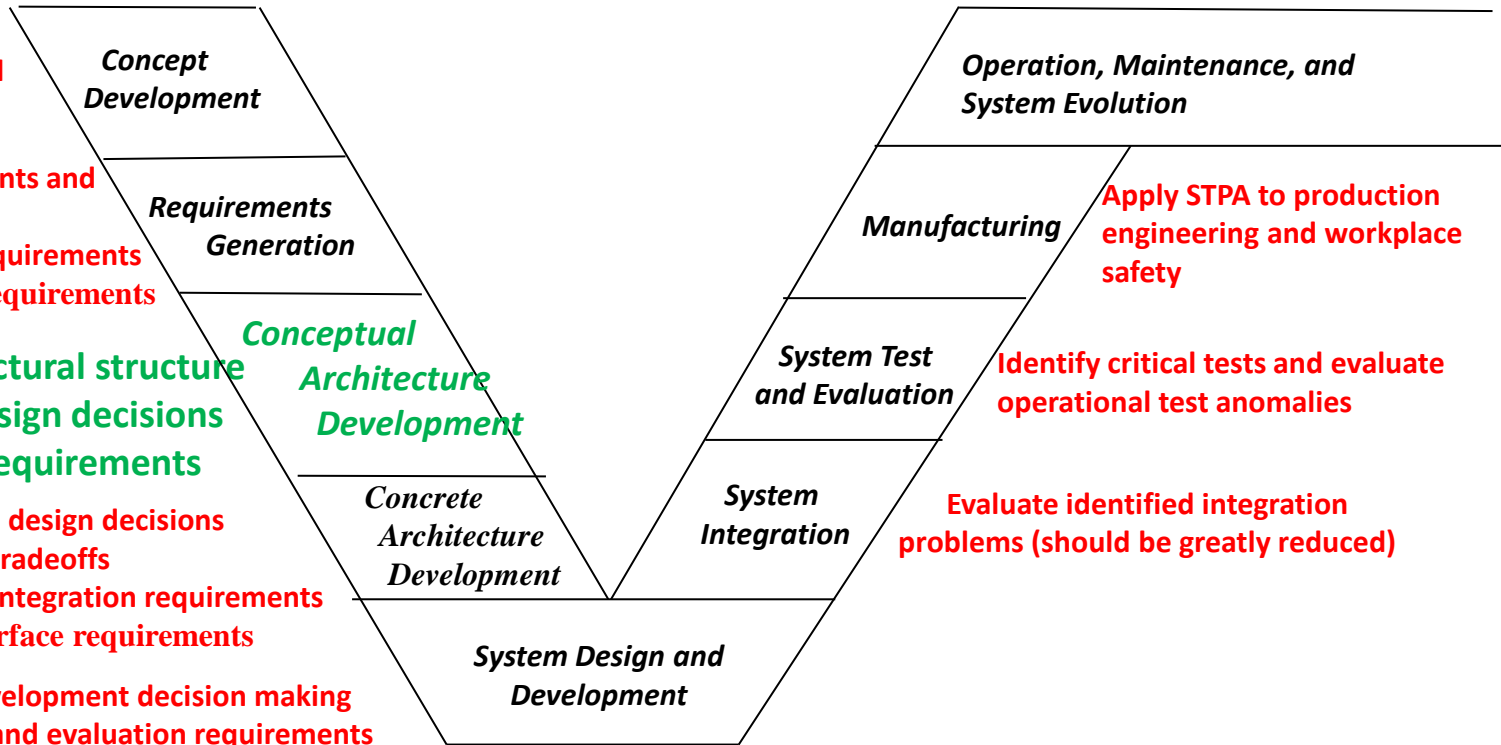 Concept
Development
nts and
Requirements
Generation
quirements
equirements
Conceptual
Architecture
Development
ctural structure
sign decisions
equirements
Concrete
Architecture
Development
design decisions
radeoffs
ntegration requirements
rface requirements
System Design and
Development
velopment decision making
and evaluation requirements
Operation, Maintenance, and
System Evolution
Manufacturing
Apply STPA to production
engineering and workplace
safety
System Test
and Evaluation
Identify critical tests and evaluate
operational test anomalies
System
Integration
Evaluate identified integration
problems (should be greatly reduced)